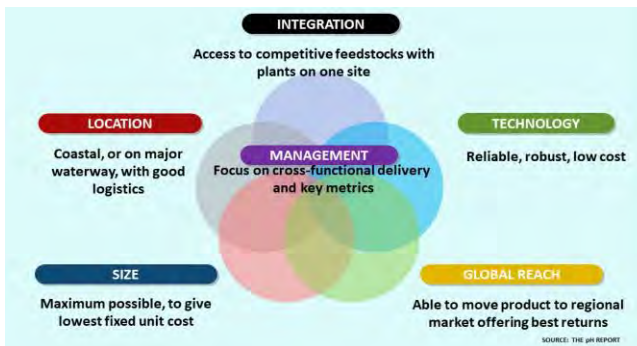 INTEGRATION
Access to competitive feedstocks with
plants on one site
LOCATION
Coastal, or on major
waterway, with good
logistics
TECHNOLOGY
Reliable, robust, low cost
MANAGEMENT
Focus on cross-functional delivery
and key metrics
SIZE
Maximum possible, to give
lowest fixed unit cost
GLOBAL REACH
Able to move product to regional
market offering best returns
SOURCE: THE pH REPORT